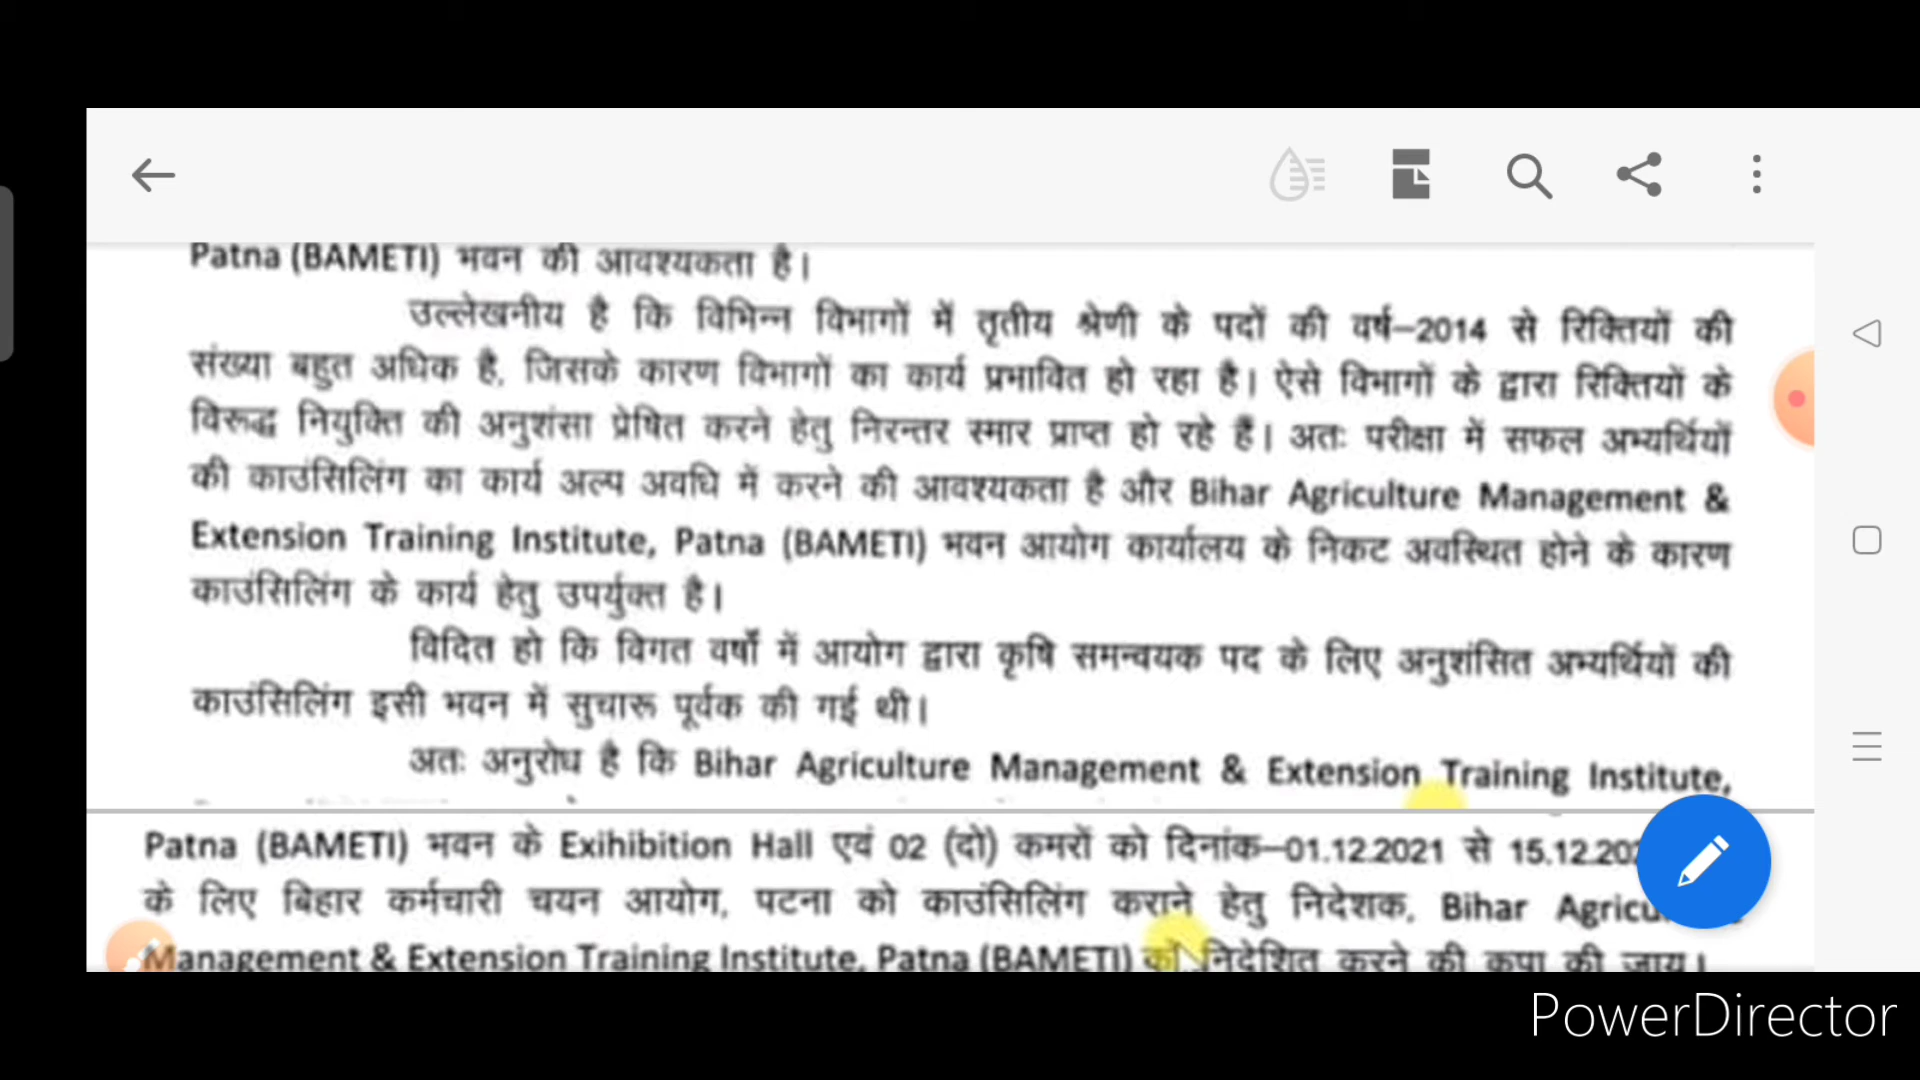 Patna (BAMETI) भवन की आवश्यकता है।
उल्लेखनीय है कि विभिन्न विभागों में तृतीय श्रेणी के पदों की वर्ष–2014 से रिक्तियों की
संख्या बहुत अधिक है, जिसके कारण विभागों का कार्य प्रभावित हो रहा है। ऐसे विभागों के द्वारा रिक्तियों के
विरूद्ध नियुक्ति की अनुशंसा प्रेषित करने हेतु निरन्तर स्मार प्राप्त हो रहे हैं। अतः परीक्षा में सफल अभ्यर्थियों
की काउंसिलिंग का कार्य अल्प अवधि में करने की आवश्यकता है और Bihar Agriculture Management &
Extension Training Institute, Patna (BAMETI) भवन आयोग कार्यालय के निकट अवस्थित होने के कारण
काउंसिलिंग के कार्य हेतु उपर्युक्त है।
विदित हो कि विगत वर्षों में आयोग द्वारा कृषि समन्वयक पद के लिए अनुशंसित अभ्यर्थियों की
काउंसिलिंग इसी भवन में सुचारू पूर्वक की गई थी।
अतः अनुरोध है कि Bihar Agriculture Management & Extension Training Institute,
Patna (BAMETI) भवन के Exihibition Hall एवं 02 (दो) कमरों को दिनांक–01.12.2021 से 15.12.202
के लिए बिहार कर्मचारी चयन आयोग, पटना को काउंसिलिंग कराने हेतु निदेशक, Bihar
Management & Extension Training Institute, Patna (BAMETI) को निदेशित करने की कृपा की जाय।
PowerDirector